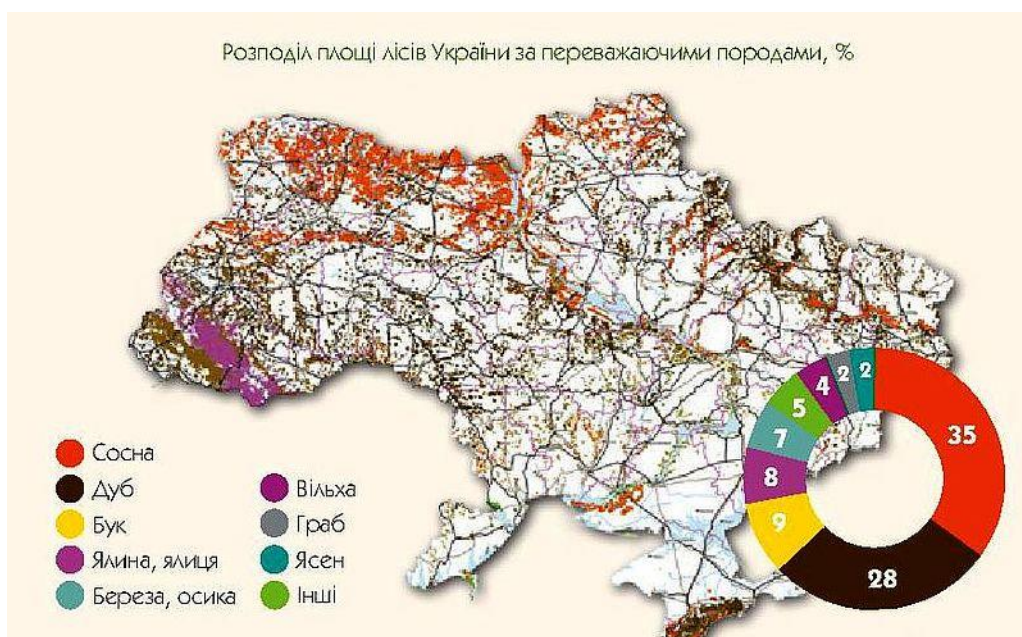 Розподіл площі лісів України за переважаючими породами, %
Сосна
Дуб
Бук
Ялина, ялиця
Береза, осика
Вільха
Граб
Ясен
Інші
35
28
9
8
7
5
4
2
2